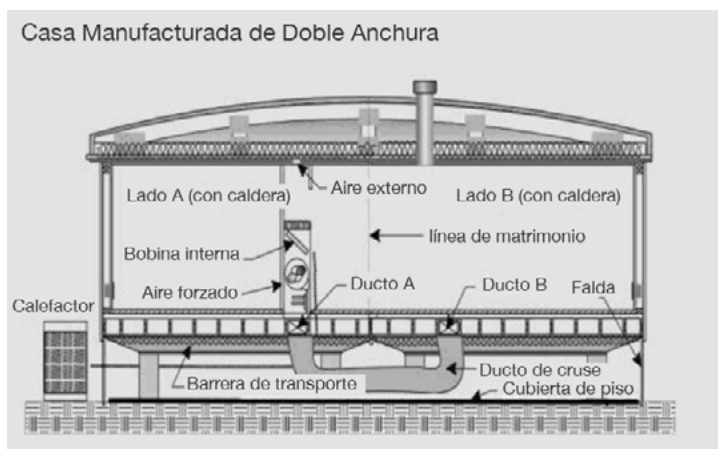 Casa Manufacturada de Doble Anchura
Aire externo
Lado A (con caldera)
Lado B (con caldera)
línea de matrimonio
Bobina interna
Aire forzado
Ducto A
Ducto B
Falda
Calefactor
Barrera de transporte
Ducto de cruse
Cubierta de piso